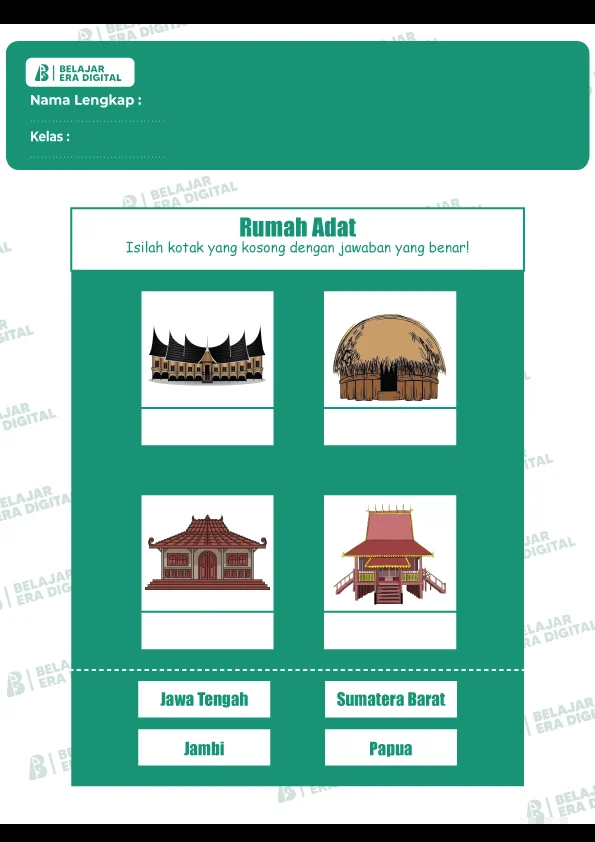 BELAJAR
ERA DIGITAL
Nama Lengkap :
....................................
Kelas :
....................................
Rumah Adat
Isilah kotak yang kosong dengan jawaban yang benar!
Jawa Tengah
Sumatera Barat
Jambi
Papua